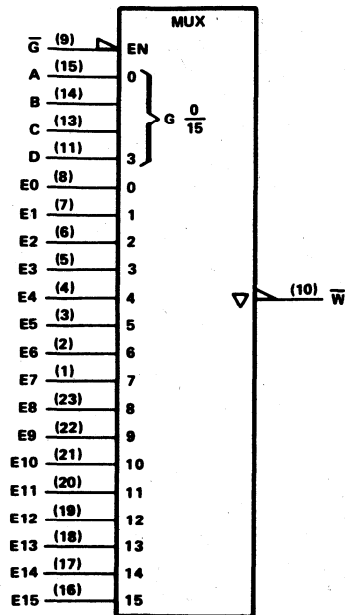 MUX
G̅ (9) EN
A (15) 0
B (14)
C (13)
G 0/15
D (11) 3
E0 (8) 0
E1 (7) 1
E2 (6) 2
E3 (5) 3
E4 (4) 4 ▽ (10) W̅
E5 (3) 5
E6 (2) 6
E7 (1) 7
E8 (23) 8
E9 (22) 9
E10 (21) 10
E11 (20) 11
E12 (19) 12
E13 (18) 13
E14 (17) 14
E15 (16) 15